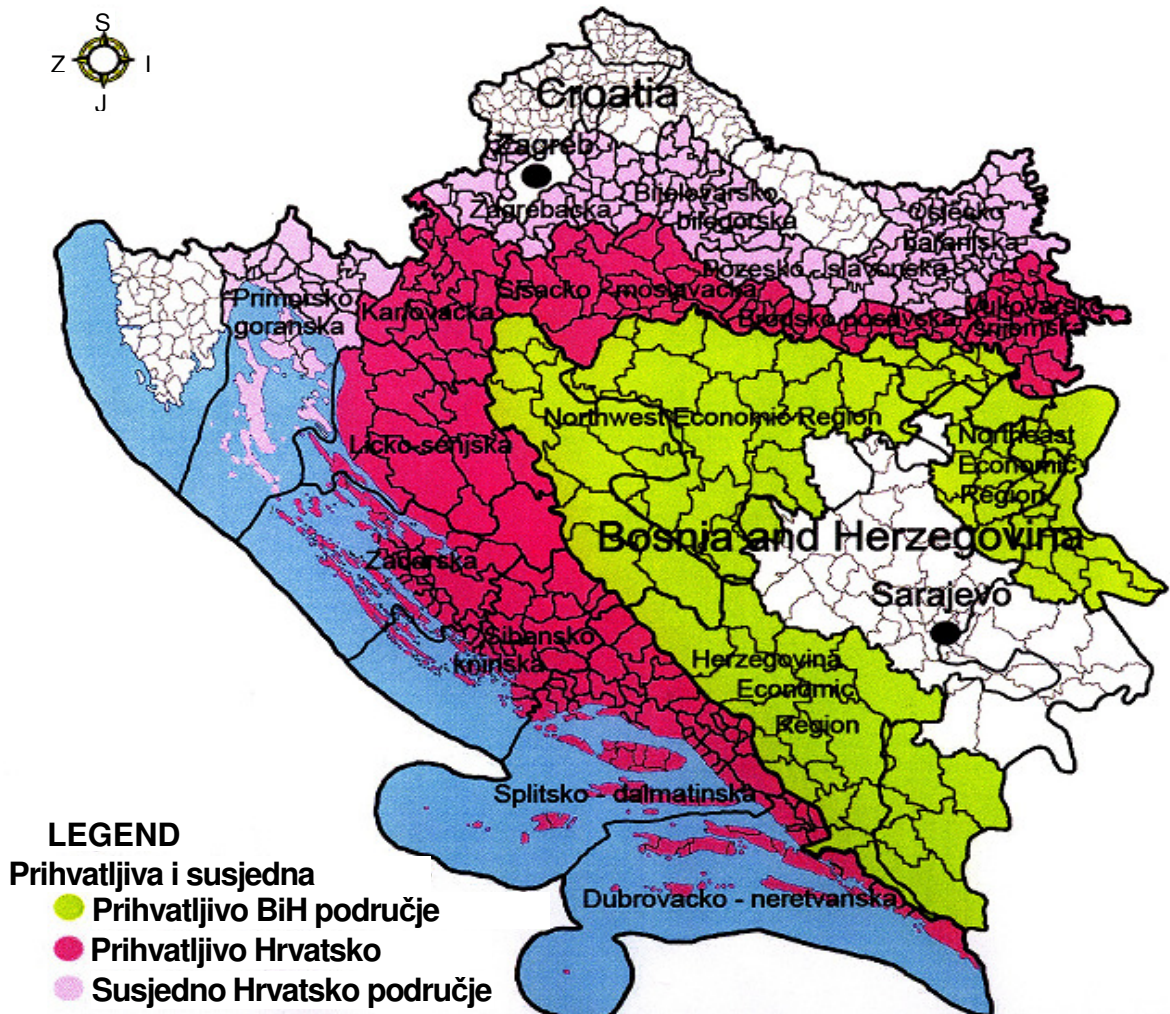 S
Z I
J
Croatia
Zagreb
Zagrebacka
Bijelovarsko
bilogorska
Osjecko
baranjska
Pozesko - slavonska
Primorsko
goranska
Karlovacka
Sisacko - moslavacka
Brodsko posavska
Vukovarsko
srijemska
Northwest Economic Region
Northeast
Economic
Region
Licko-senjska
Bosnia and Herzegovina
Zadarska
Sarajevo
Sibensko
kninska
Herzegovina
Economic
Region
Splitsko - dalmatinska
Dubrovacko - neretvanska
LEGEND
Prihvatljiva i susjedna
Prihvatljivo BiH područje
Prihvatljivo Hrvatsko
Susjedno Hrvatsko područje